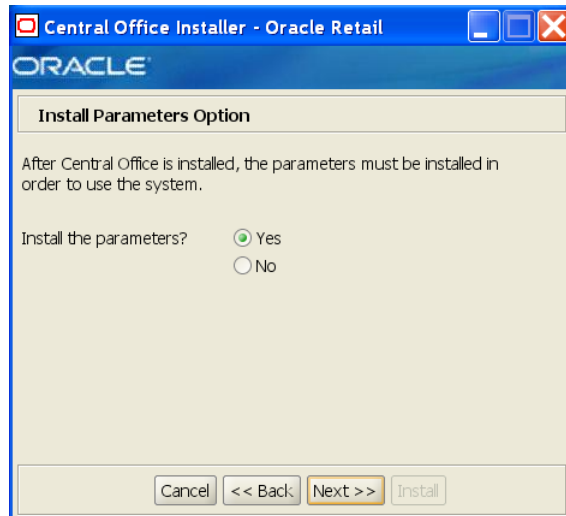 Central Office Installer - Oracle Retail
ORACLE
Install Parameters Option
After Central Office is installed, the parameters must be installed in
order to use the system.
Install the parameters? Yes
No
Cancel << Back Next >> Install